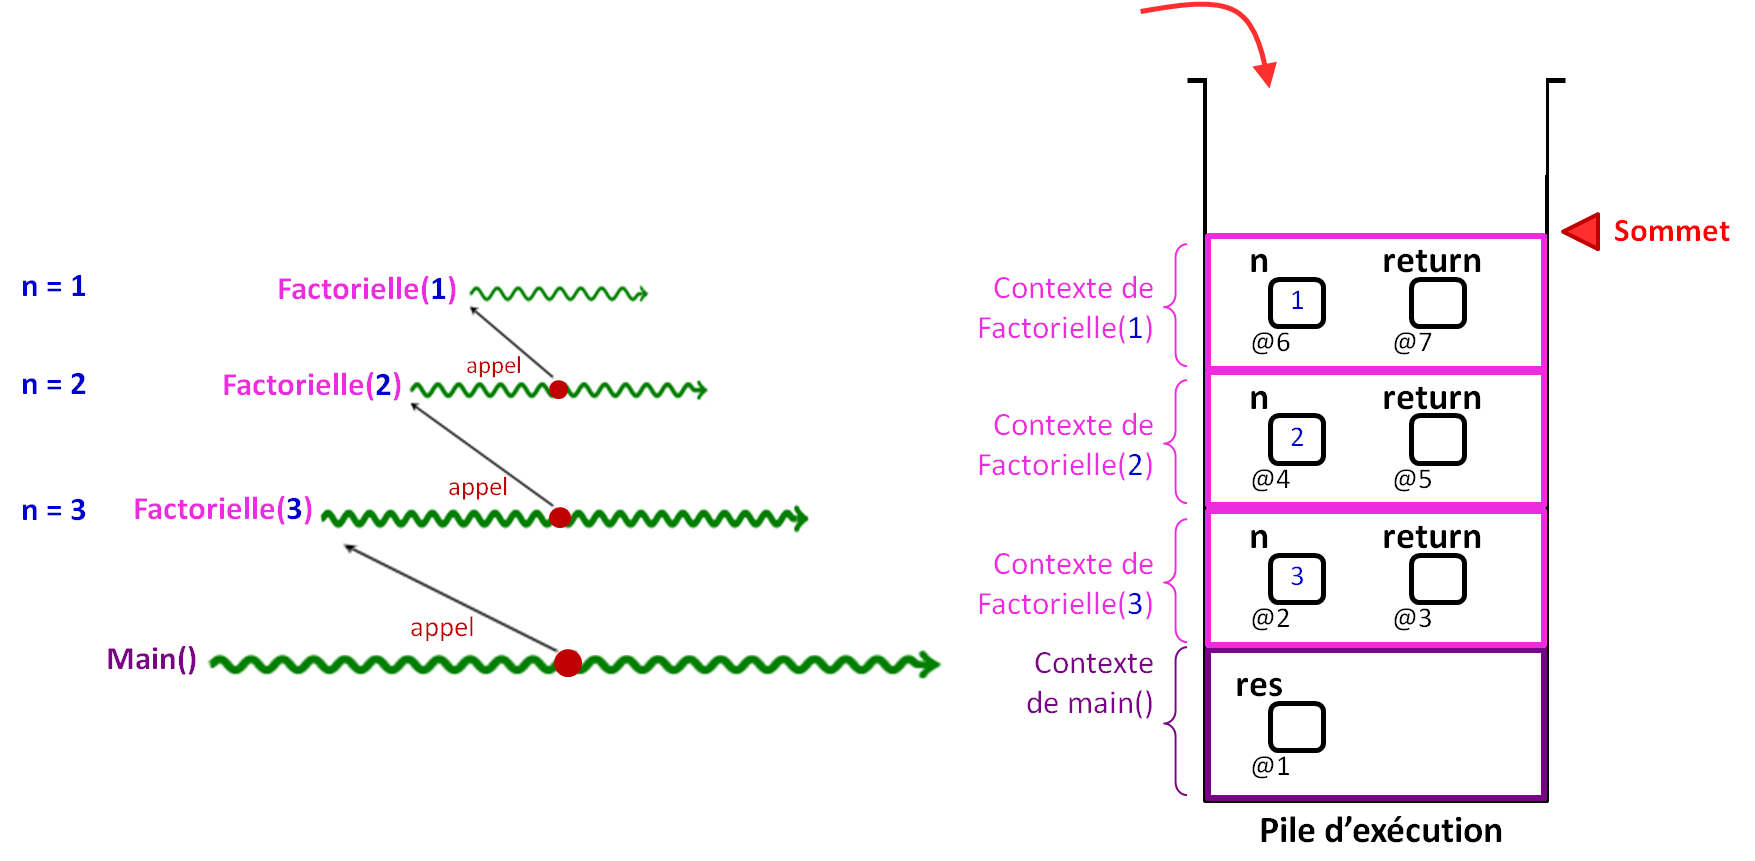 n = 1
Factorielle(1)
appel
n = 2
Factorielle(2)
appel
n = 3
Factorielle(3)
appel
Main()
Sommet
Contexte de
Factorielle(1)
n
return
1
@6
@7
Contexte de
Factorielle(2)
n
return
2
@4
@5
Contexte de
Factorielle(3)
n
return
3
@2
@3
Contexte
de main()
res
@1
Pile d’exécution